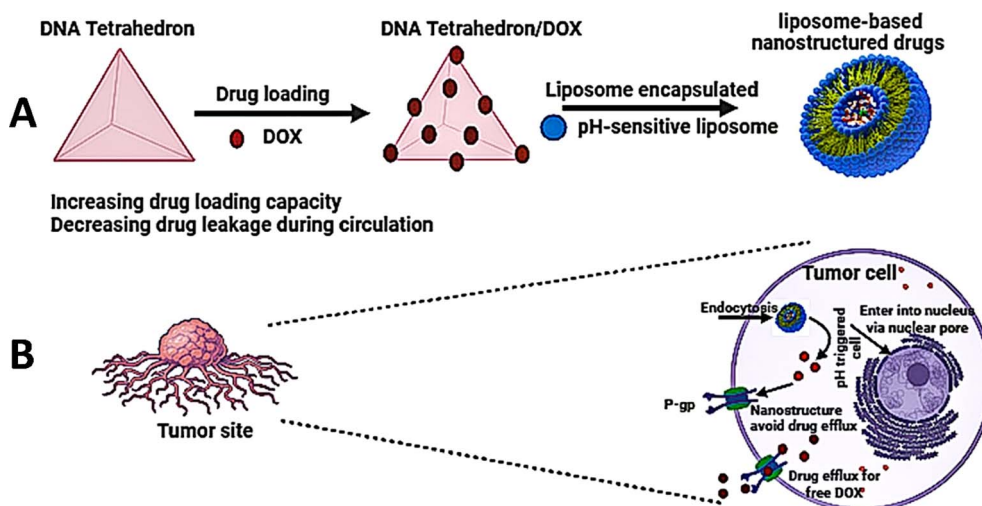 A
DNA Tetrahedron
Drug loading
DOX
DNA Tetrahedron/DOX
Liposome encapsulated
pH-sensitive liposome
liposome-based
nanostructured drugs
Increasing drug loading capacity
Decreasing drug leakage during circulation
B
Tumor site
Tumor cell
Endocytosis
pH triggered
cell
Enter into nucleus
via nuclear pore
P-gp
Nanostructure
avoid drug efflux
Drug efflux for
free DOX